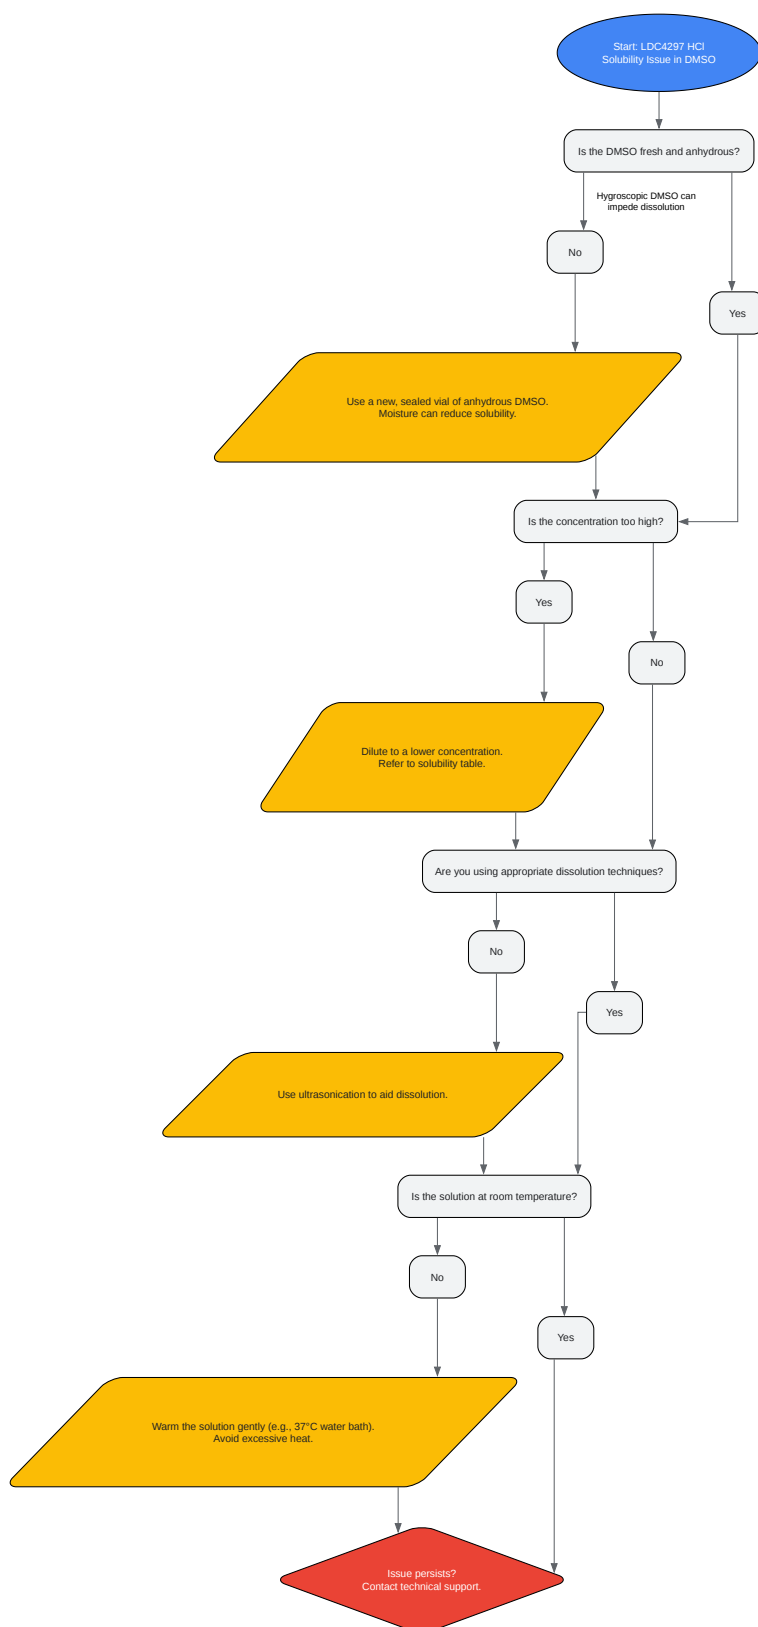 Start: LDC4297 HCl
Solubility Issue in DMSO
Is the DMSO fresh and anhydrous?
Hygroscopic DMSO can
impede dissolution
No
Yes
Use a new, sealed vial of anhydrous DMSO.
Moisture can reduce solubility.
Is the concentration too high?
Yes
No
Dilute to a lower concentration.
Refer to solubility table.
Are you using appropriate dissolution techniques?
No
Yes
Use ultrasonication to aid dissolution.
Is the solution at room temperature?
No
Yes
Warm the solution gently (e.g., 37°C water bath).
Avoid excessive heat.
Issue persists?
Contact technical support.